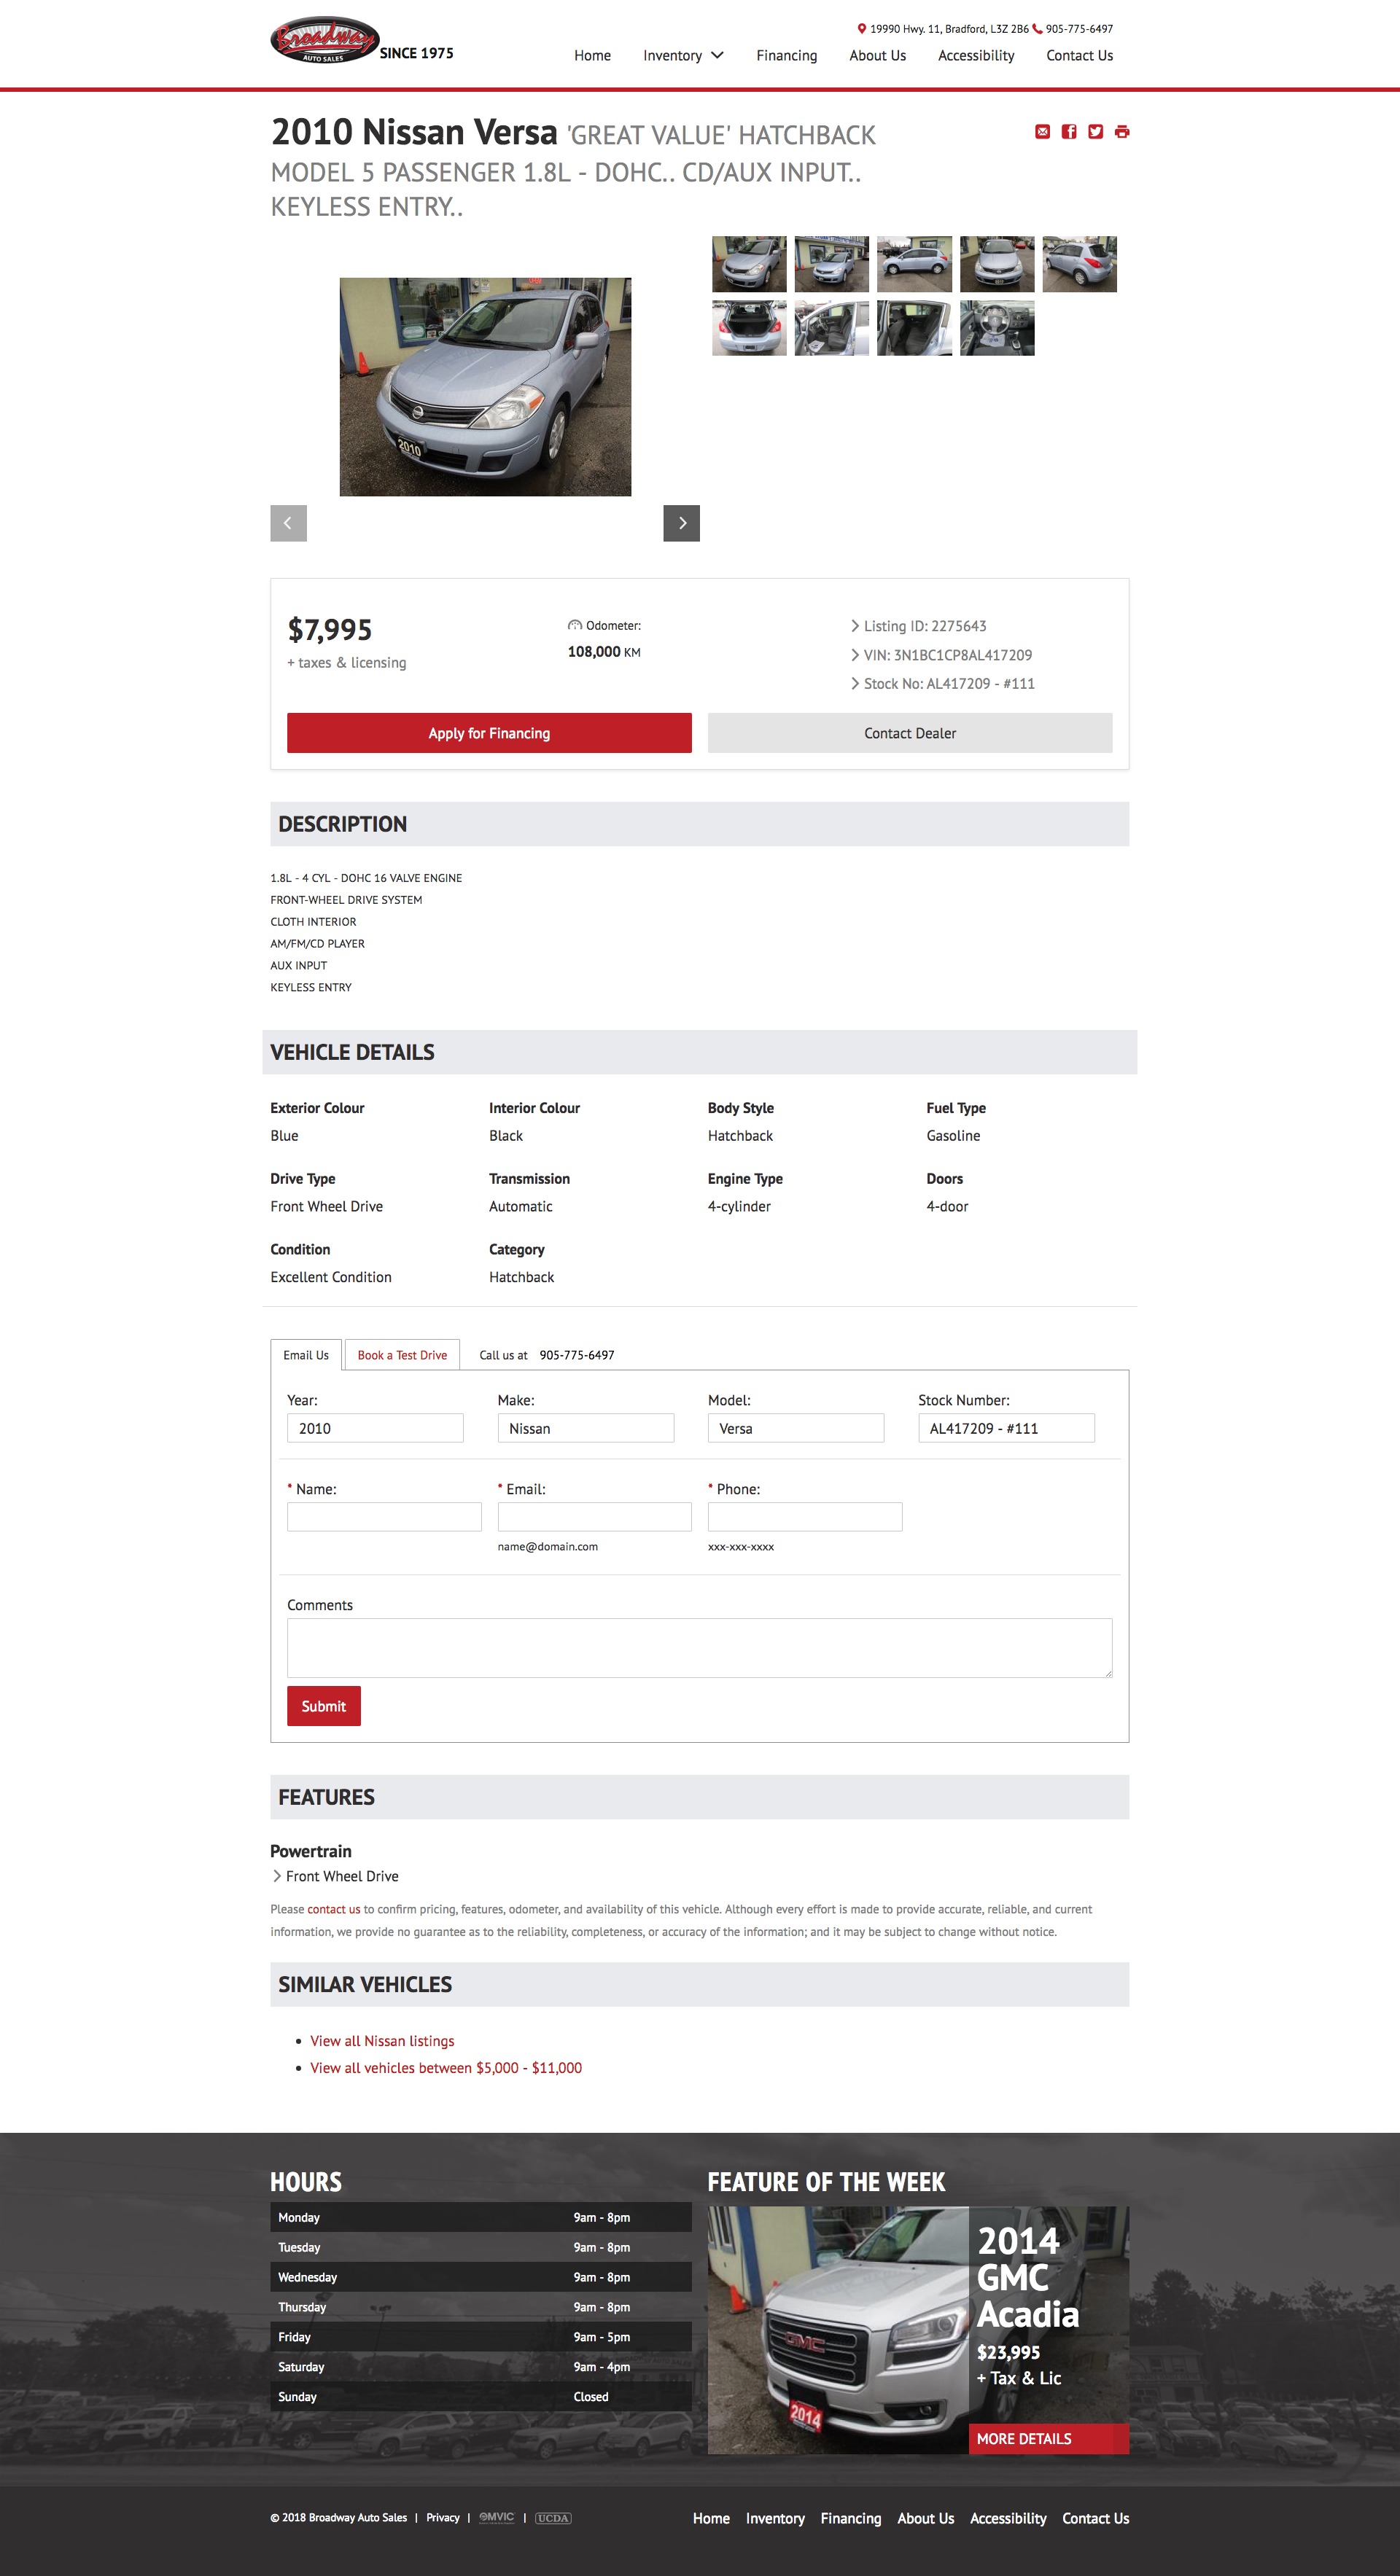 Broadway
AUTO SALES
SINCE 1975
19990 Hwy. 11, Bradford, L3Z 2B6 905-775-6497
Home Inventory Financing About Us Accessibility Contact Us
2010 Nissan Versa 'GREAT VALUE' HATCHBACK
MODEL 5 PASSENGER 1.8L - DOHC.. CD/AUX INPUT..
KEYLESS ENTRY..
2010
$7,995
+ taxes & licensing
Odometer:
108,000 KM
Listing ID: 2275643
VIN: 3N1BC1CP8AL417209
Stock No: AL417209 - #111
Apply for Financing
Contact Dealer
DESCRIPTION
1.8L - 4 CYL - DOHC 16 VALVE ENGINE
FRONT-WHEEL DRIVE SYSTEM
CLOTH INTERIOR
AM/FM/CD PLAYER
AUX INPUT
KEYLESS ENTRY
VEHICLE DETAILS
Exterior Colour Interior Colour Body Style Fuel Type
Blue Black Hatchback Gasoline
Drive Type Transmission Engine Type Doors
Front Wheel Drive Automatic 4-cylinder 4-door
Condition Category
Excellent Condition Hatchback
Email Us Book a Test Drive Call us at 905-775-6497
Year: Make: Model: Stock Number:
2010 Nissan Versa AL417209 - #111
* Name: * Email: * Phone:
name@domain.com xxx-xxx-xxxx
Comments
Submit
FEATURES
Powertrain
Front Wheel Drive
Please contact us to confirm pricing, features, odometer, and availability of this vehicle. Although every effort is made to provide accurate, reliable, and current
information, we provide no guarantee as to the reliability, completeness, or accuracy of the information; and it may be subject to change without notice.
SIMILAR VEHICLES
View all Nissan listings
View all vehicles between $5,000 - $11,000
HOURS
Monday 9am - 8pm
Tuesday 9am - 8pm
Wednesday 9am - 8pm
Thursday 9am - 8pm
Friday 9am - 5pm
Saturday 9am - 4pm
Sunday Closed
FEATURE OF THE WEEK
GMC
2014
2014
GMC
Acadia
$23,995
+ Tax & Lic
MORE DETAILS
© 2018 Broadway Auto Sales | Privacy | OMVIC | UCDA
Home Inventory Financing About Us Accessibility Contact Us